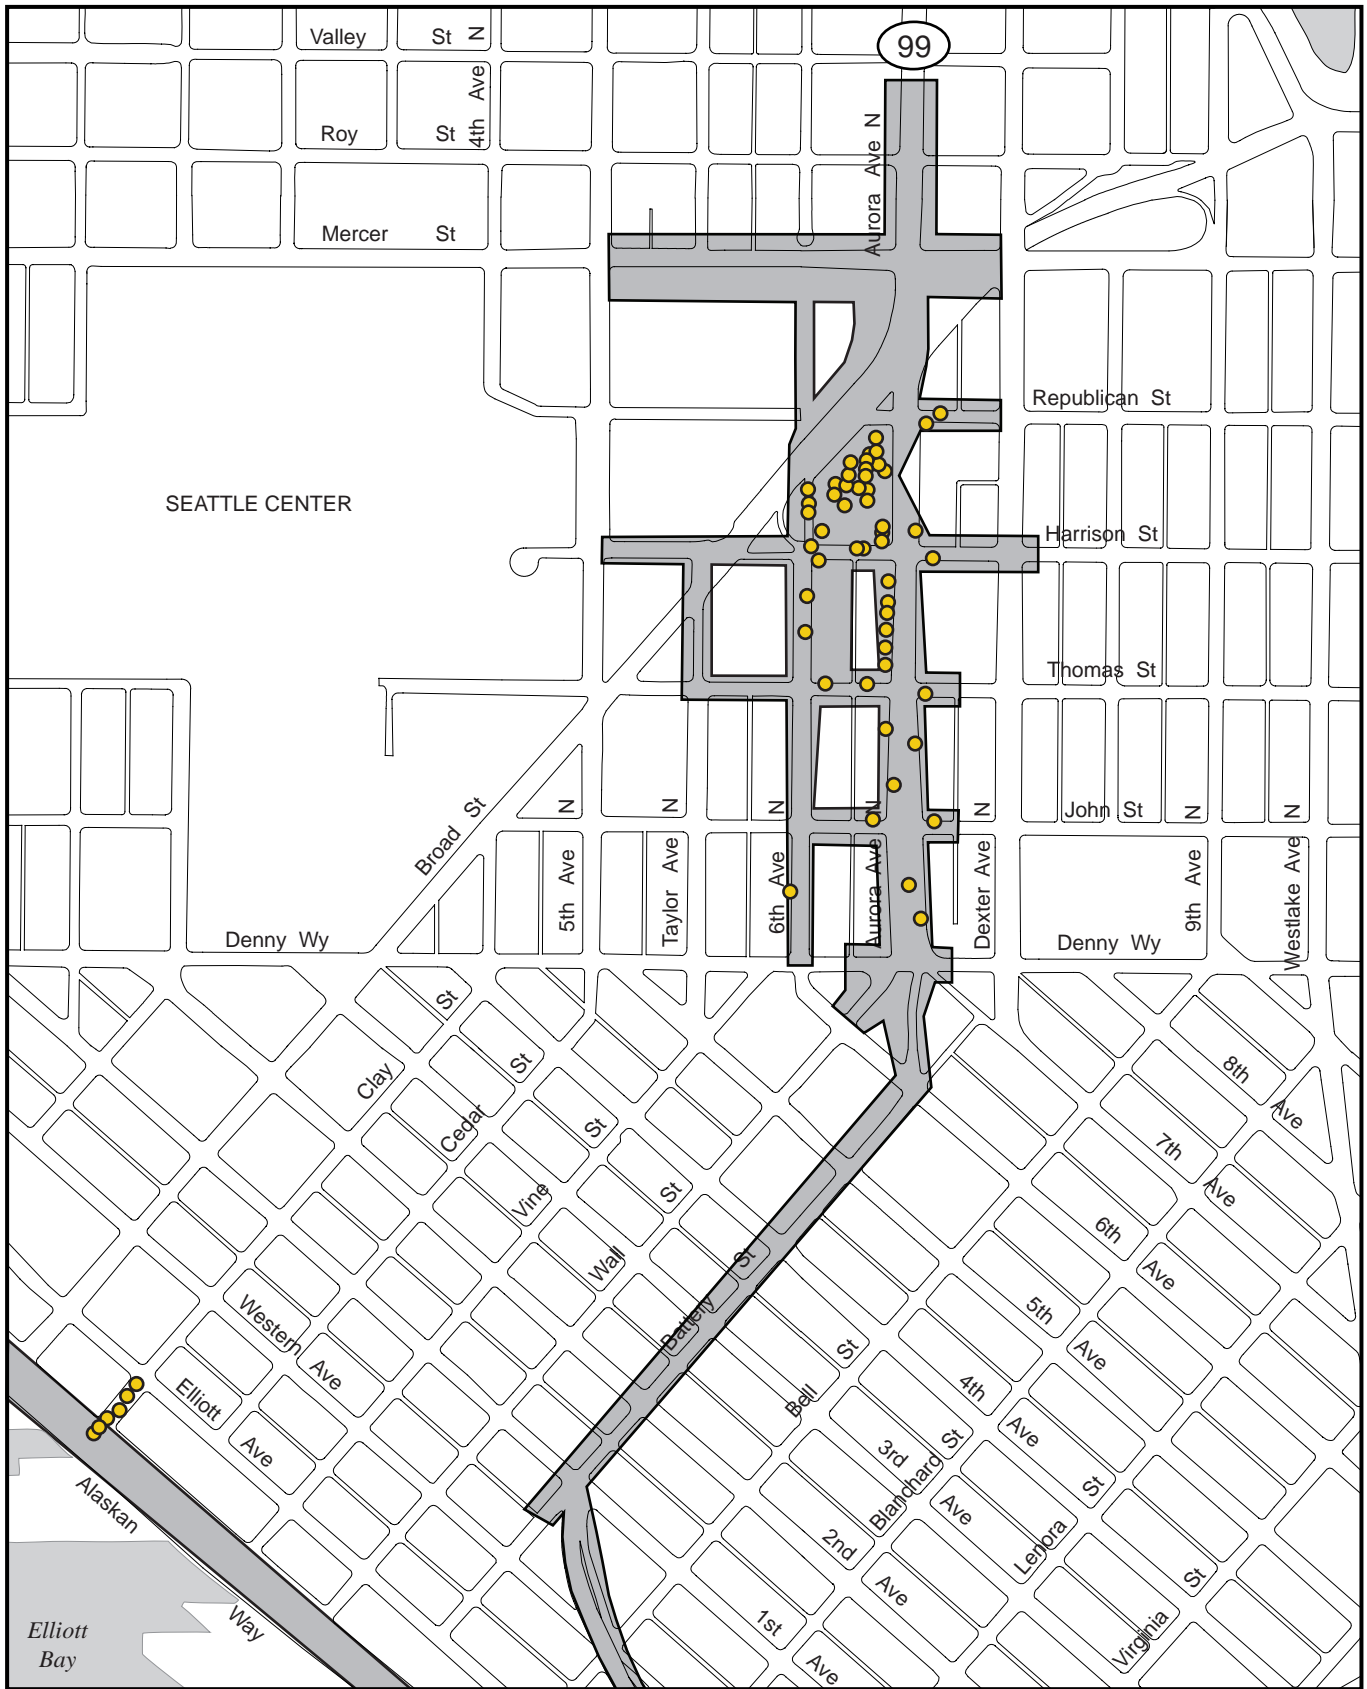 Valley St
4th Ave N
99
Roy St
Aurora Ave N
Mercer St
Republican St
SEATTLE CENTER
Harrison St
Thomas St
John St
Broad St
5th Ave N
Taylor Ave N
6th Ave N
Aurora Ave N
Dexter Ave N
9th Ave N
Westlake Ave N
Denny Wy
Denny Wy
Clay St
Cedar St
Vine St
Wall St
Battery St
Bell St
Blanchard St
Lenora St
Virginia St
8th Ave
7th Ave
6th Ave
5th Ave
4th Ave
3rd Ave
2nd Ave
1st Ave
Western Ave
Elliott Ave
Alaskan Way
Elliott
Bay